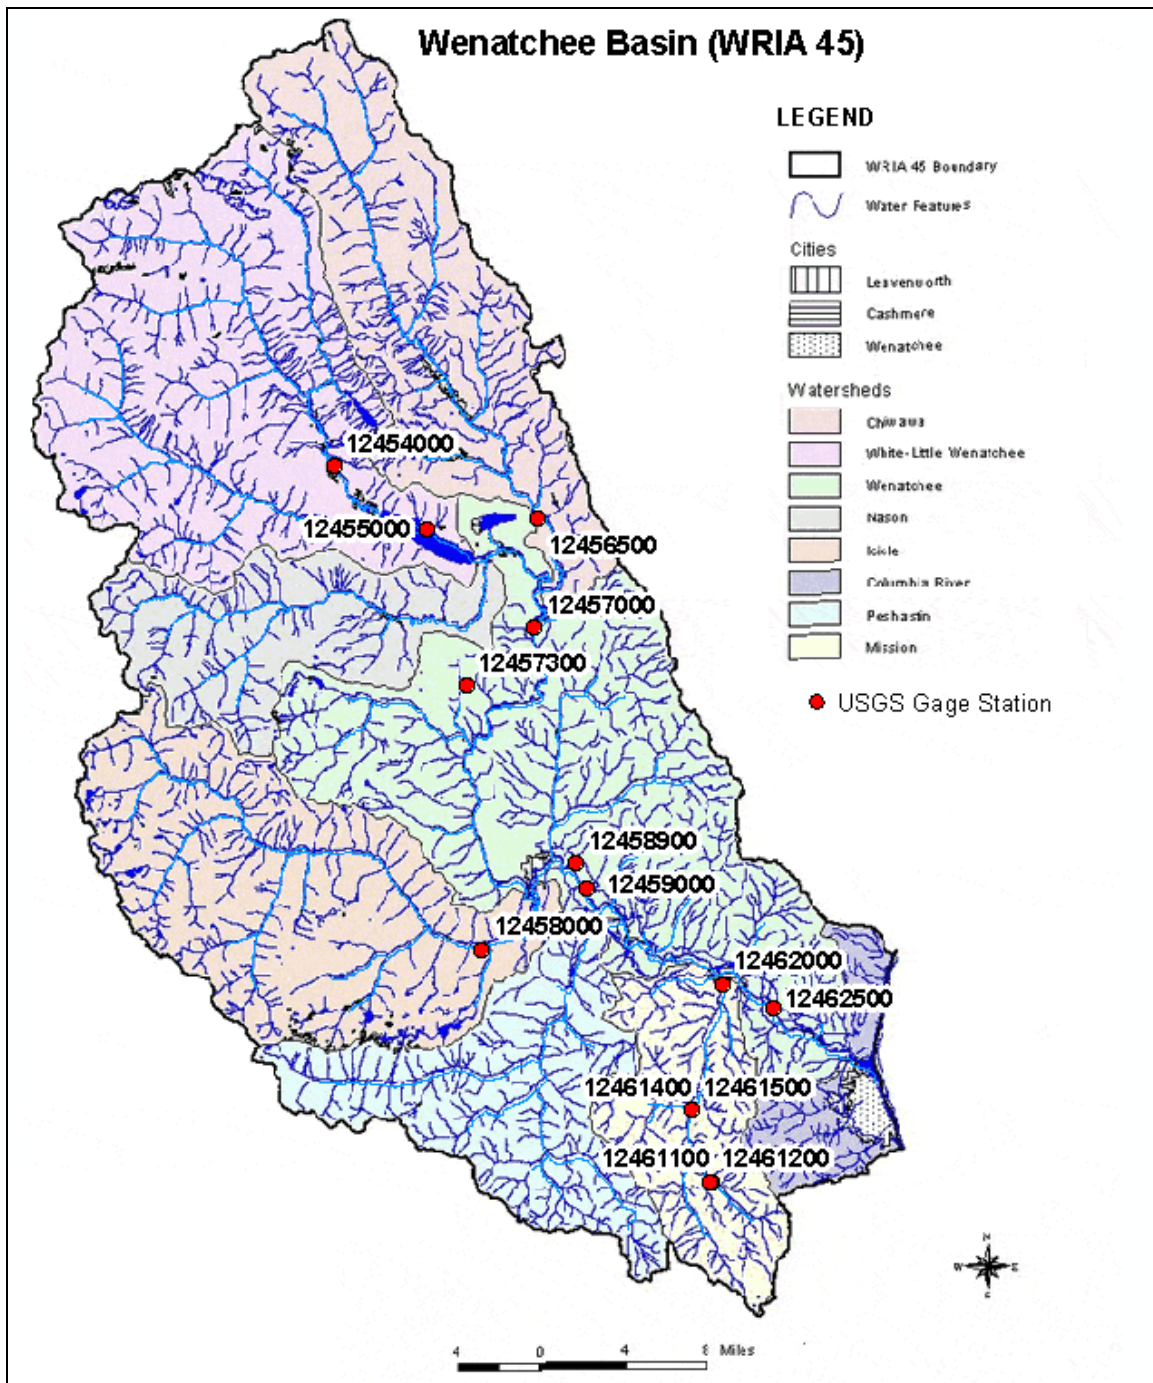 Wenatchee Basin (WRIA 45)
LEGEND
WRIA 45 Boundary
Water Features
Cities
Leavenworth
Cashmere
Wenatchee
Watersheds
Chiwawa
White-Little Wenatchee
Wenatchee
Nason
Icicle
Columbia River
Peshastin
Mission
USGS Gage Station
12454000
12455000
12456500
12457000
12457300
12458900
12459000
12458000
12462000
12462500
12461400 12461500
12461100 12461200
N
W E
S
4 0 4 8 Miles